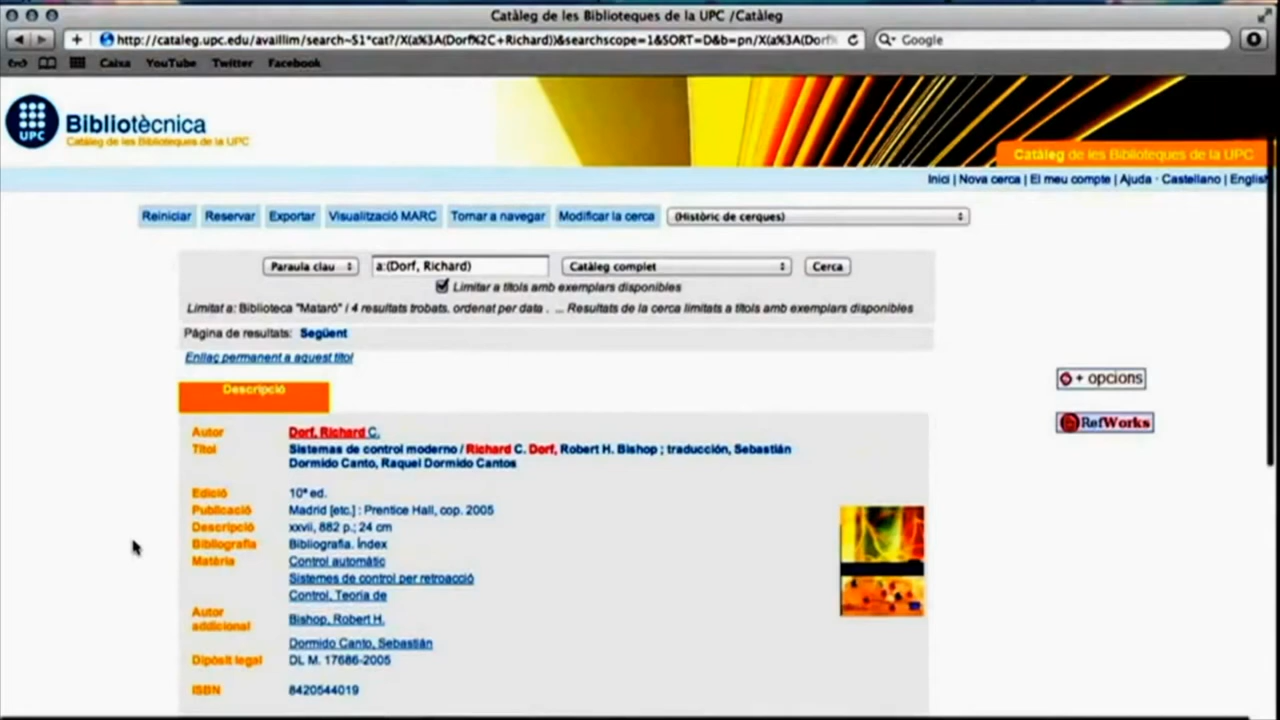 Catàleg de les Biblioteques de la UPC /Catàleg
http://cataleg.upc.edu/availlim/search~S1*cat?/X(a%3A(Dorf%2C+Richard))&searchscope=1&SORT=D&b=pn/X(a%3A(Dorf%
Google
Caixa YouTube Twitter Facebook
UPC
Bibliotècnica
Catàleg de les Biblioteques de la UPC
Catàleg de les Biblioteques de la UPC
Inici | Nova cerca | El meu compte | Ajuda · Castellano | English
Reiniciar Reservar Exportar Visualització MARC Tornar a navegar Modificar la cerca (Històric de cerques)
Paraula clau a:(Dorf, Richard) Catàleg complet Cerca
Limitar a títols amb exemplars disponibles
Limitat a: Biblioteca "Mataró" / 4 resultats trobats. ordenat per data . ... Resultats de la cerca limitats a títols amb exemplars disponibles
Pàgina de resultats: Següent
Enllaç permanent a aquest títol
+ opcions
Descripció
RefWorks
Autor Dorf, Richard C.
Títol Sistemas de control moderno / Richard C. Dorf, Robert H. Bishop ; traducción, Sebastián
Dormido Canto, Raquel Dormido Cantos
Edició 10ª ed.
Publicació Madrid [etc.] : Prentice Hall, cop. 2005
Descripció xxvii, 882 p.; 24 cm
Bibliografia Bibliografia. Índex
Matèria Control automàtic
Sistemes de control per retroacció
Control, Teoria de
Autor
addicional Bishop, Robert H.
Dormido Canto, Sebastián
Dipòsit legal DL M. 17686-2005
ISBN 8420544019